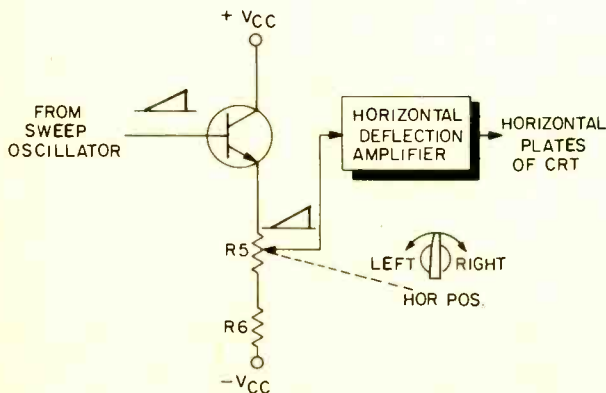 + VCC
FROM
SWEEP
OSCILLATOR
HORIZONTAL
DEFLECTION
AMPLIFIER
HORIZONTAL
PLATES
OF CRT
R5
LEFT
RIGHT
HOR POS.
R6
-VCC